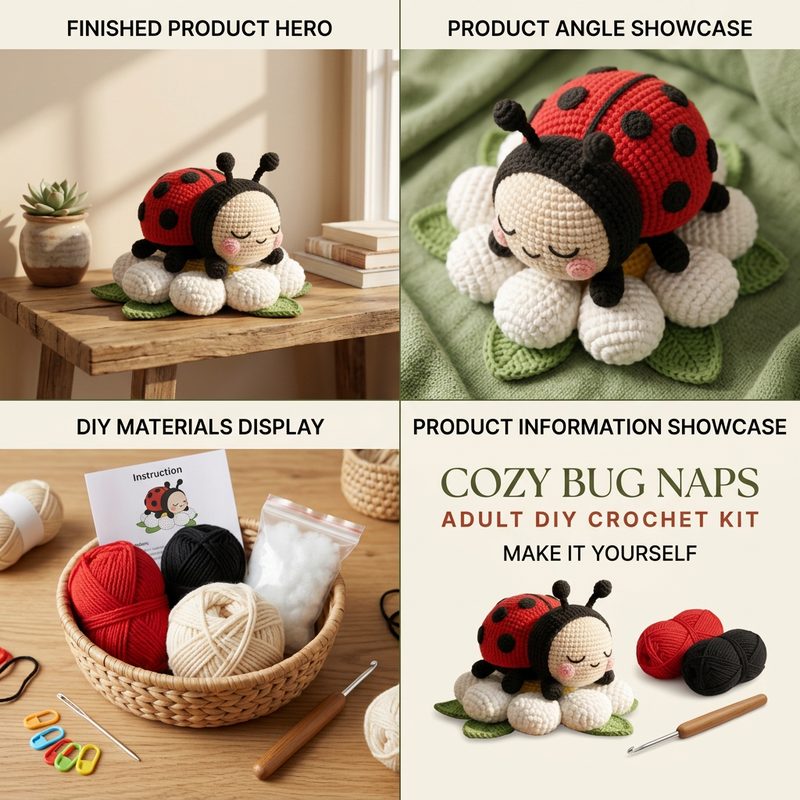 FINISHED PRODUCT HERO
PRODUCT ANGLE SHOWCASE
DIY MATERIALS DISPLAY
Instruction
PRODUCT INFORMATION SHOWCASE
COZY BUG NAPS
ADULT DIY CROCHET KIT
MAKE IT YOURSELF